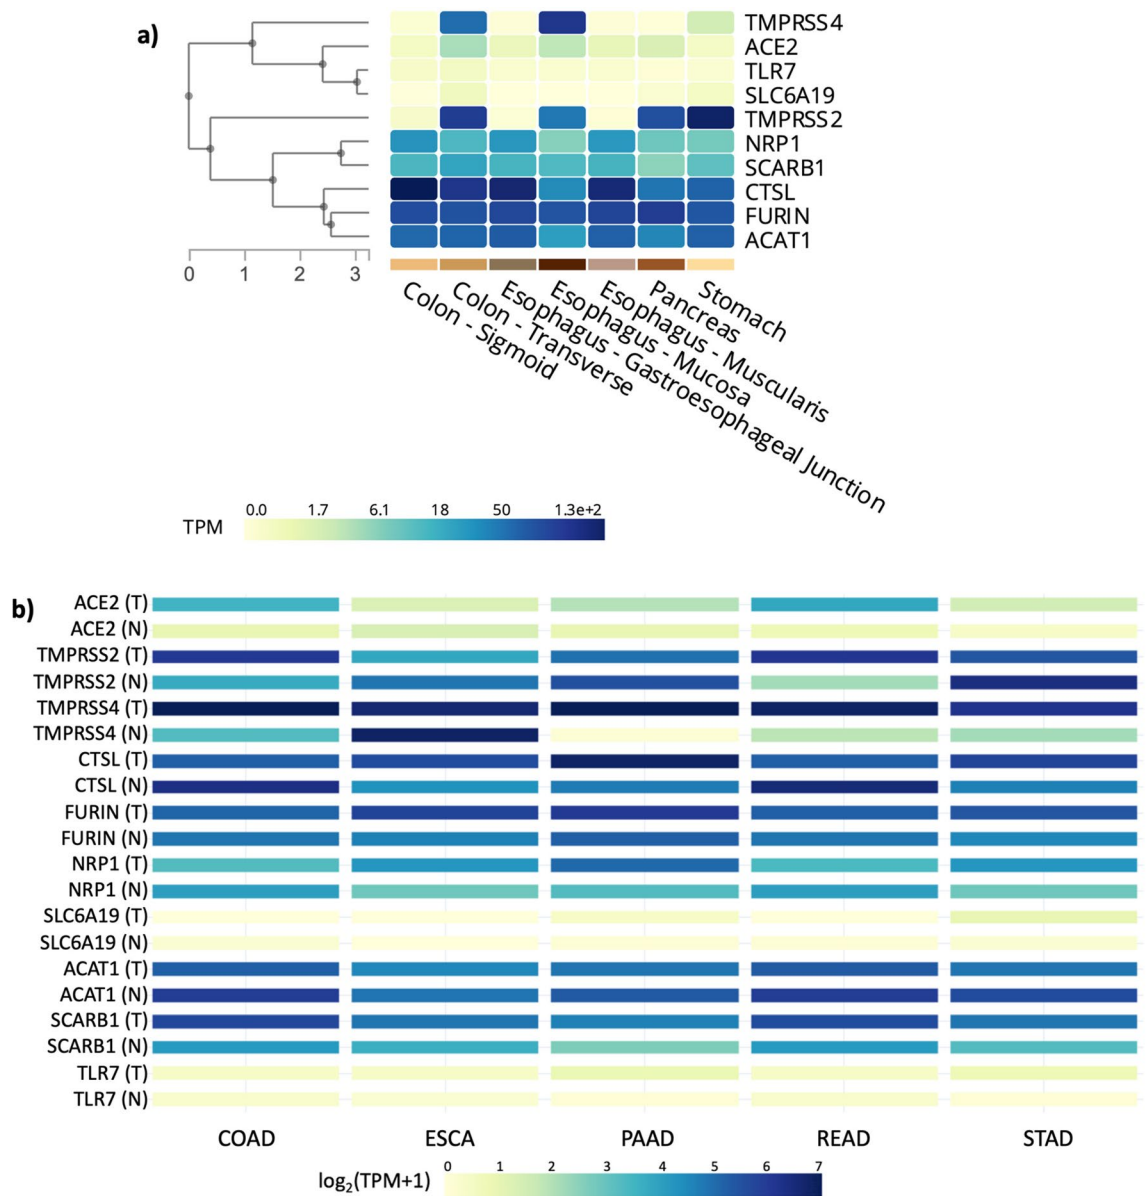 a)
TMPRSS4
ACE2
TLR7
SLC6A19
TMPRSS2
NRP1
SCARB1
CTSL
FURIN
ACAT1
0 1 2 3
Colon - Sigmoid
Colon - Transverse
Esophagus - Gastroesophageal Junction
Esophagus - Mucosa
Esophagus - Muscularis
Pancreas
Stomach
TPM 0.0 1.7 6.1 18 50 1.3e+2
b)
ACE2 (T)
ACE2 (N)
TMPRSS2 (T)
TMPRSS2 (N)
TMPRSS4 (T)
TMPRSS4 (N)
CTSL (T)
CTSL (N)
FURIN (T)
FURIN (N)
NRP1 (T)
NRP1 (N)
SLC6A19 (T)
SLC6A19 (N)
ACAT1 (T)
ACAT1 (N)
SCARB1 (T)
SCARB1 (N)
TLR7 (T)
TLR7 (N)
COAD ESCA PAAD READ STAD
log₂(TPM+1) 0 1 2 3 4 5 6 7